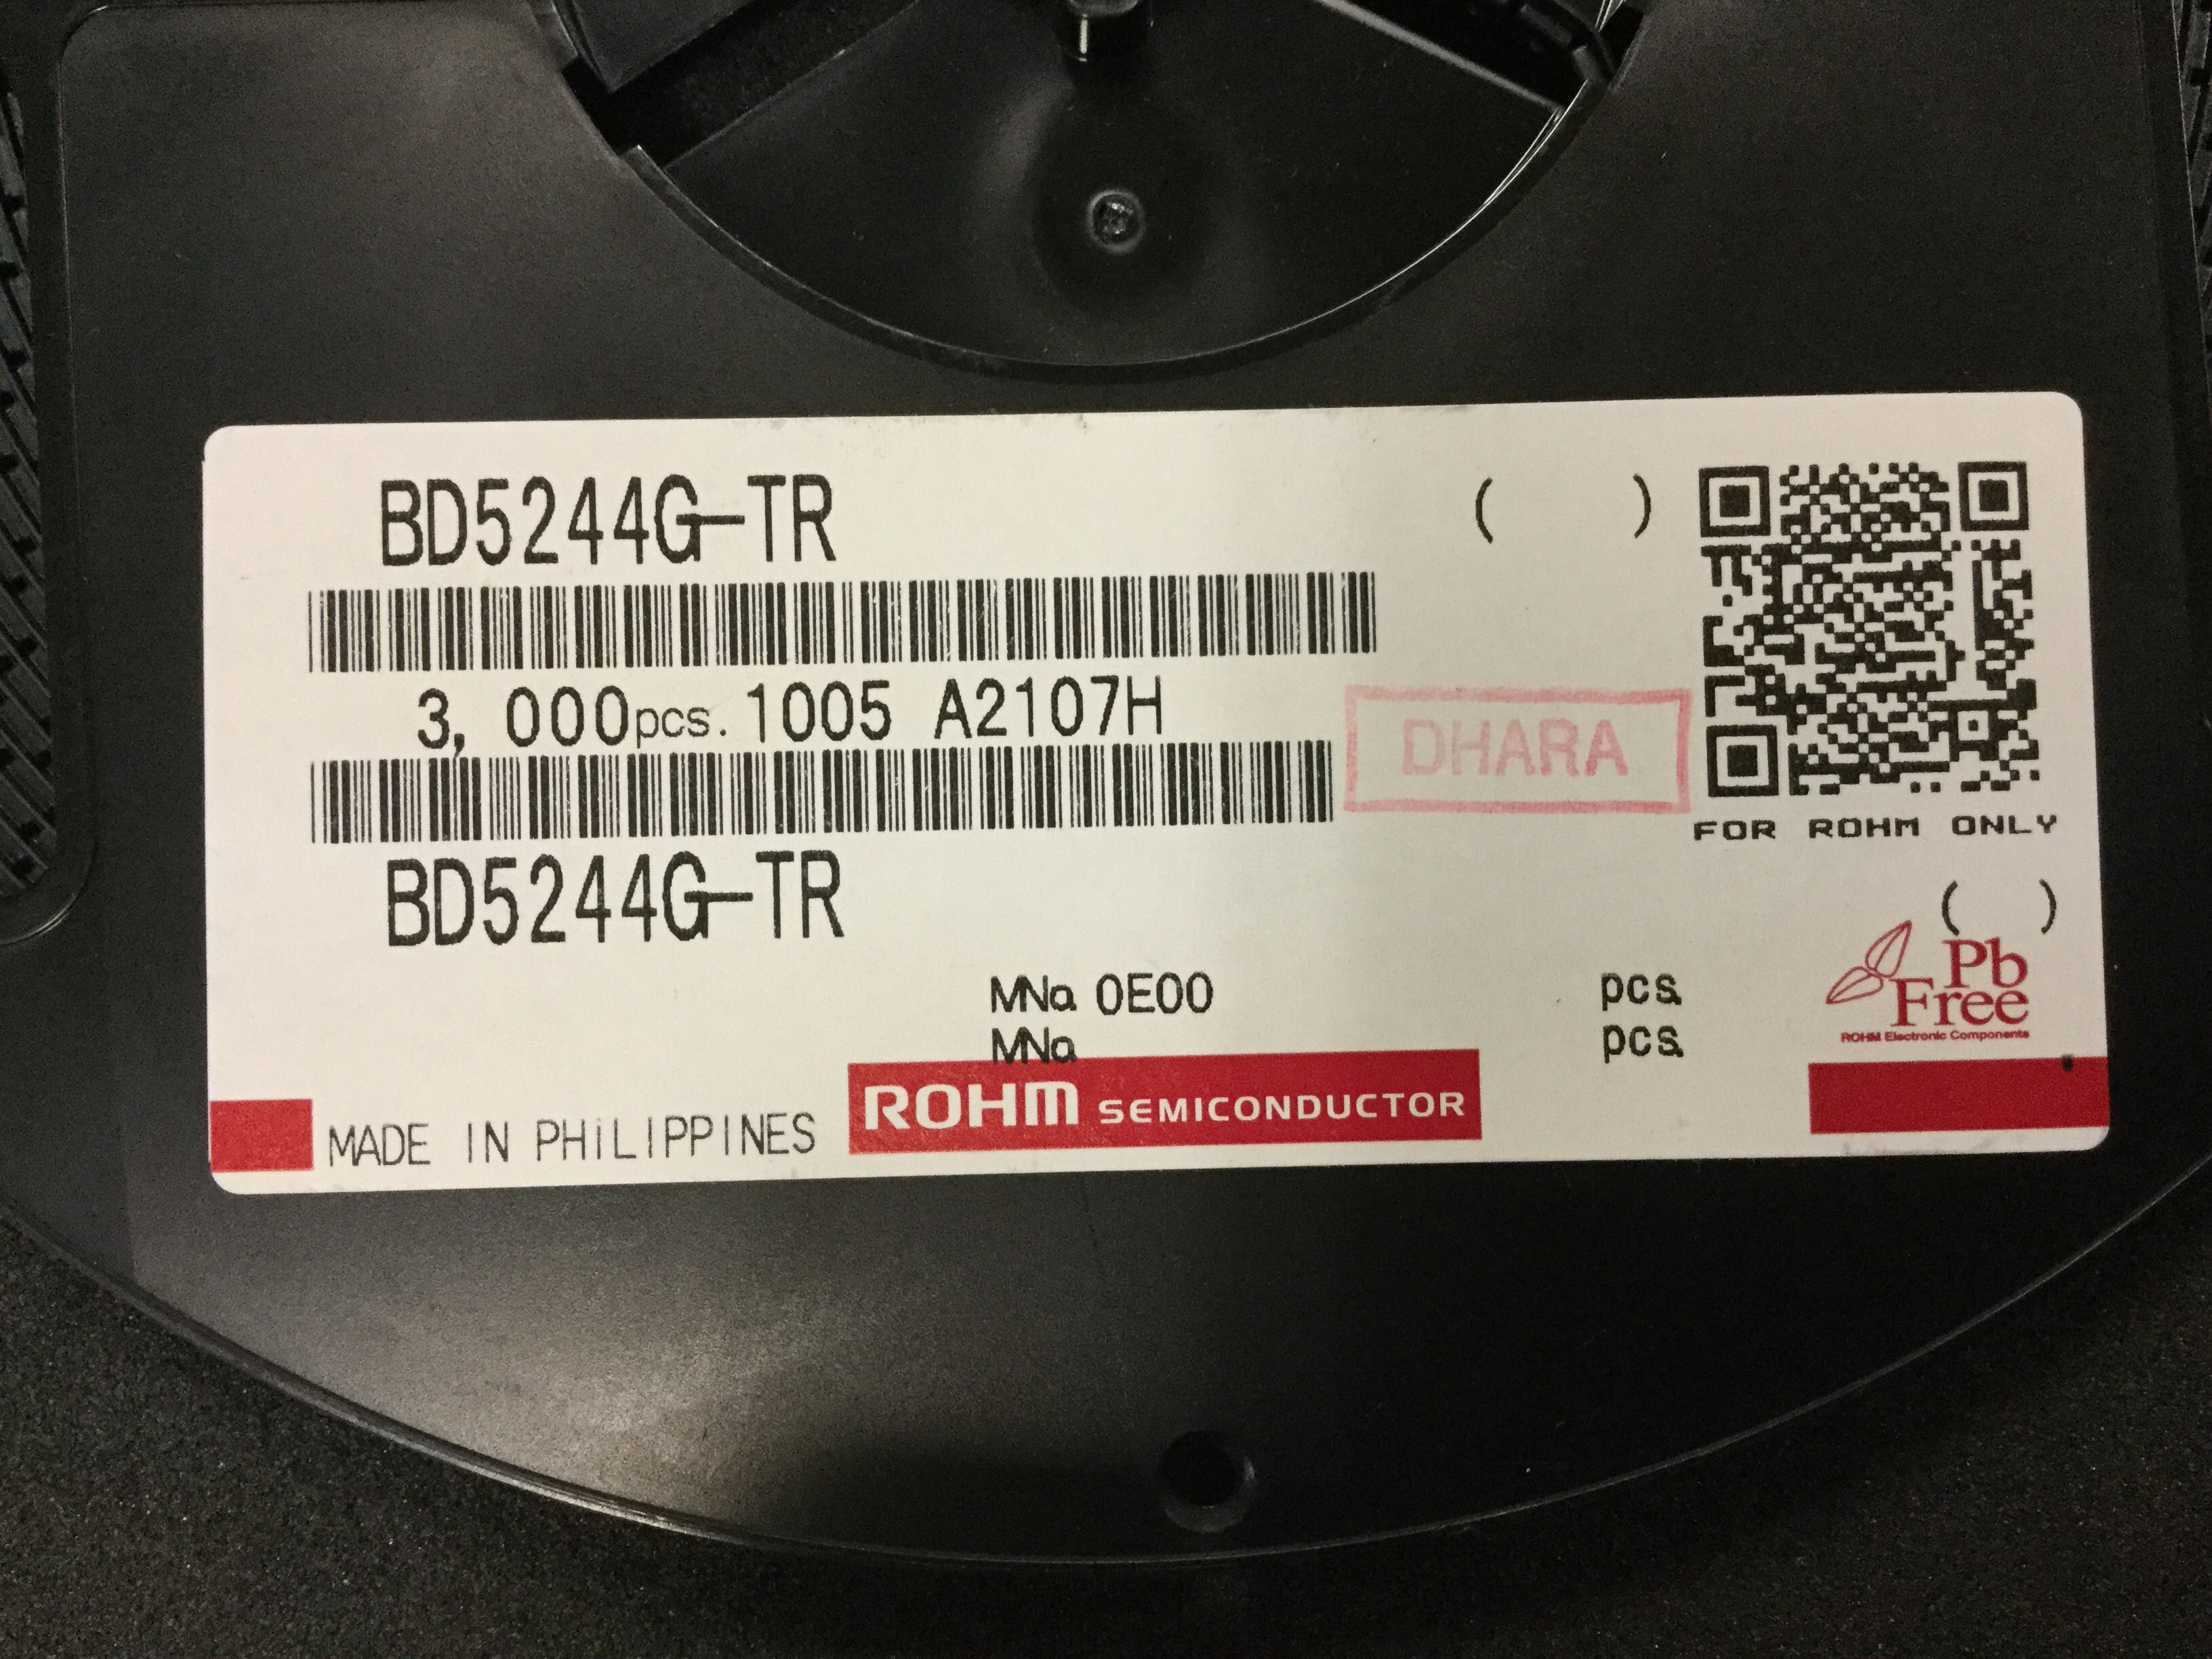 BD5244G-TR ( )
3, 000pcs. 1005 A2107H
DHARA
FOR ROHM ONLY
BD5244G-TR
( )
Pb
Free
ROHM Electronic Components
MNo. 0E00 pcs.
MNo. pcs.
MADE IN PHiLIPPINES
ROHM SEMICONDUCTOR